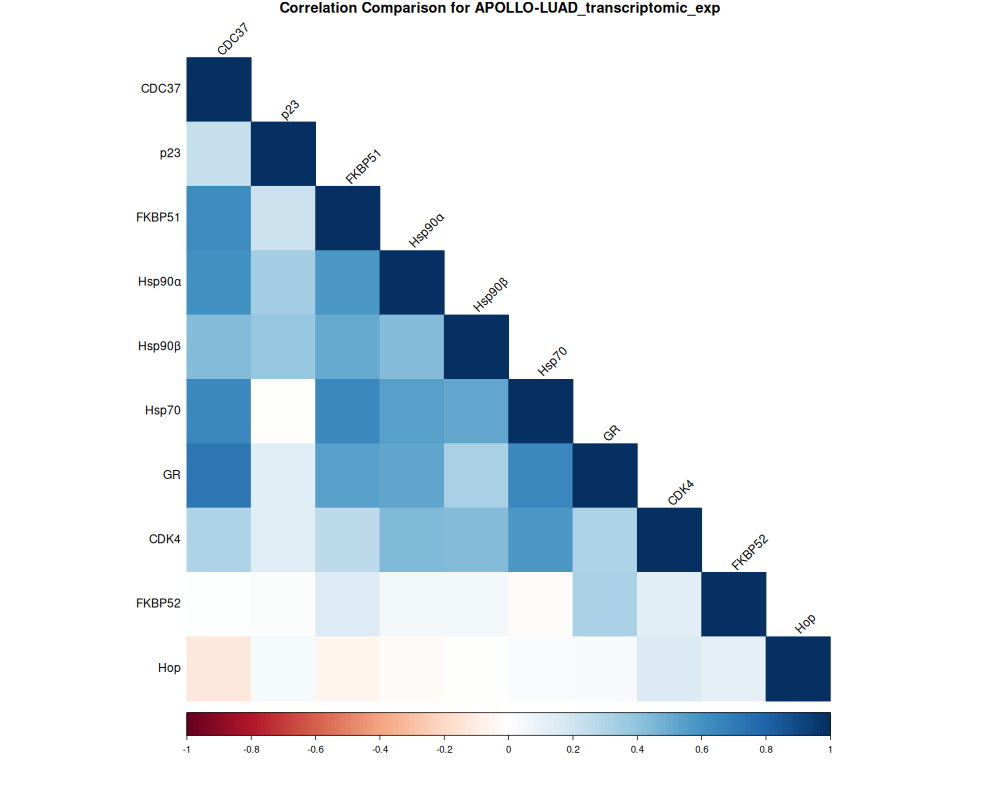 Correlation Comparison for APOLLO-LUAD_transcriptomic_exp
CDC37
CDC37
p23
p23
FKBP51
FKBP51
Hsp90α
Hsp90α
Hsp90β
Hsp90β
Hsp70
Hsp70
GR
GR
CDK4
CDK4
FKBP52
FKBP52
Hop
Hop
-1 -0.8 -0.6 -0.4 -0.2 0 0.2 0.4 0.6 0.8 1